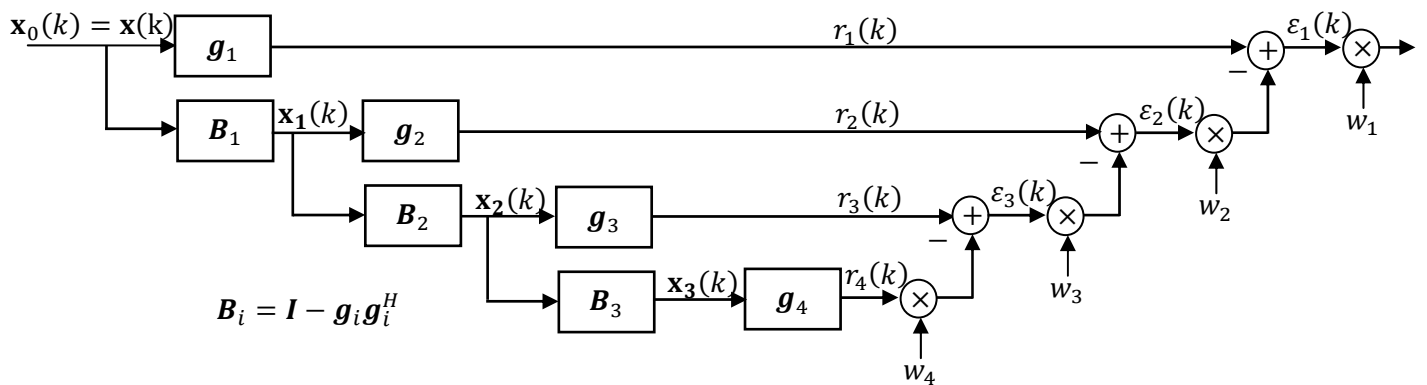 𝐱₀(𝑘) = 𝐱(k)
𝒈₁
𝑟₁(𝑘)
+
−
𝜀₁(𝑘)
×
𝑤₁
𝑩₁
𝐱₁(𝑘)
𝒈₂
𝑟₂(𝑘)
+
−
𝜀₂(𝑘)
×
𝑤₂
𝑩₂
𝐱₂(𝑘)
𝒈₃
𝑟₃(𝑘)
+
−
𝜀₃(𝑘)
×
𝑤₃
𝑩₃
𝐱₃(𝑘)
𝒈₄
𝑟₄(𝑘)
×
𝑤₄
𝑩ᵢ = 𝑰 − 𝒈ᵢ𝒈ᵢᴴ